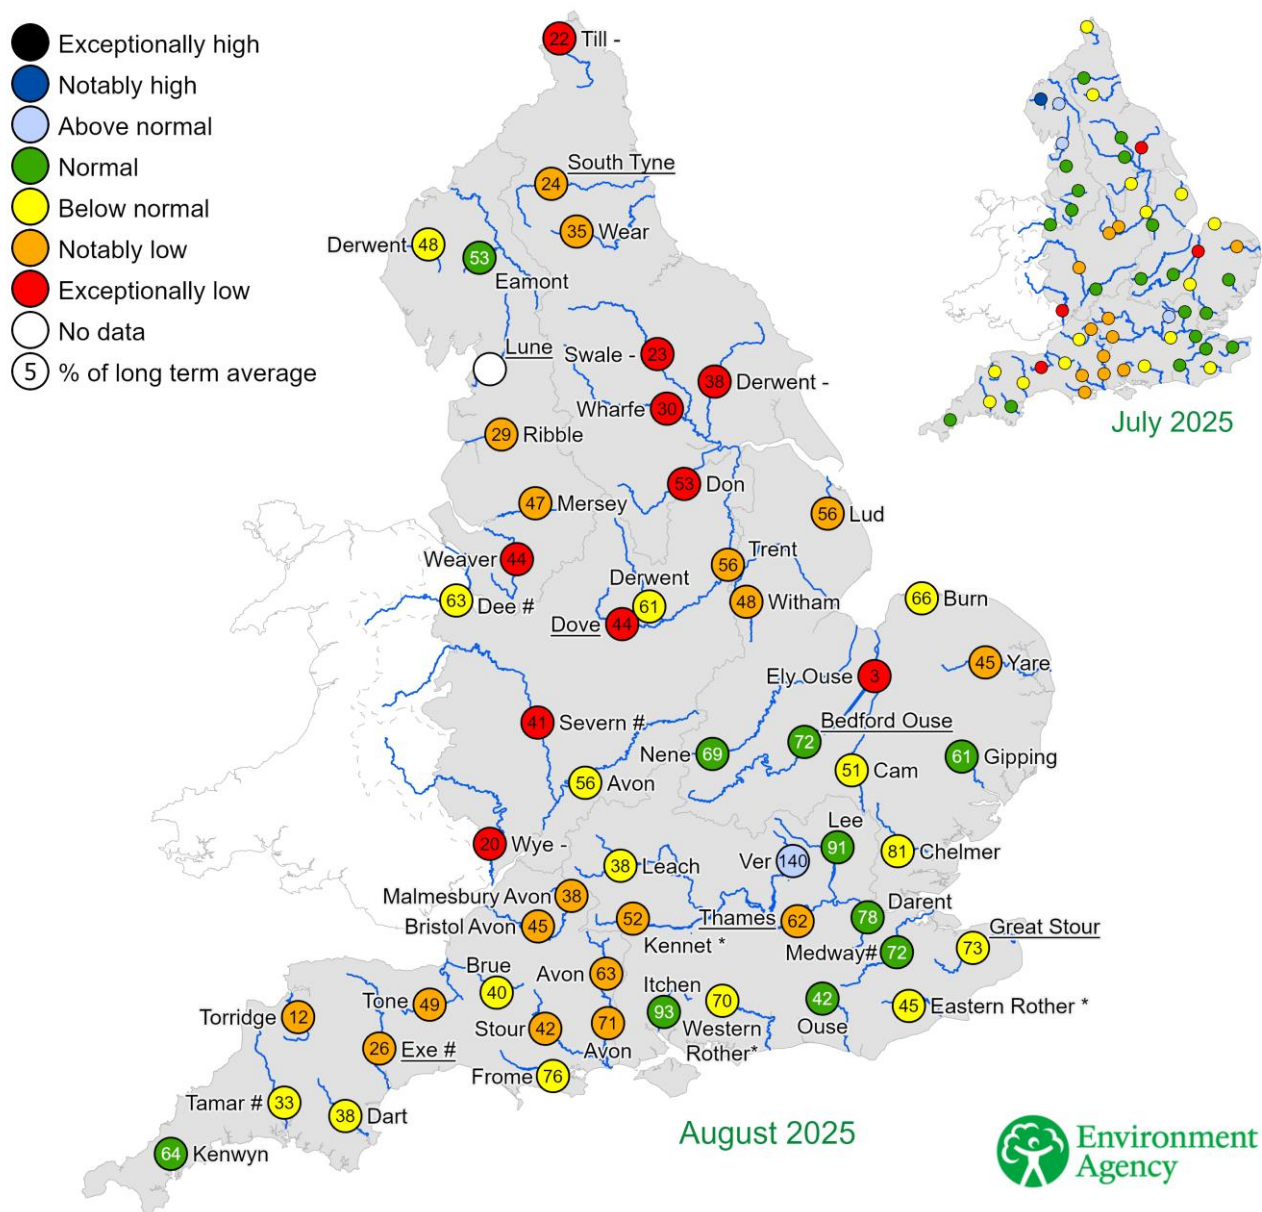 Exceptionally high
Notably high
Above normal
Normal
Below normal
Notably low
Exceptionally low
No data
5 % of long term average
22 Till -
South Tyne
24
35 Wear
Derwent 48
53
Eamont
Lune
Swale - 23
38 Derwent -
Wharfe 30
29 Ribble
53 Don
47 Mersey
56 Lud
Weaver 44
Trent
56
Derwent
61
63 Dee #
48 Witham
Dove 44
66 Burn
45 Yare
Ely Ouse 3
41 Severn #
Bedford Ouse
72
Nene 69
61 Gipping
51 Cam
56 Avon
20 Wye -
Lee
91
Ver 140
81 Chelmer
38 Leach
Malmesbury Avon 38
Bristol Avon 45
52
Kennet *
Thames 62
Darent
78
Medway# 72
Great Stour
73
Brue
40
Avon 63
Itchen
93
70
Western
Rother*
42
Ouse
45 Eastern Rother *
Tone 49
Torridge 12
26 Exe #
Stour 42
71
Avon
Frome 76
Tamar # 33
38 Dart
64 Kenwyn
July 2025
August 2025
Environment
Agency